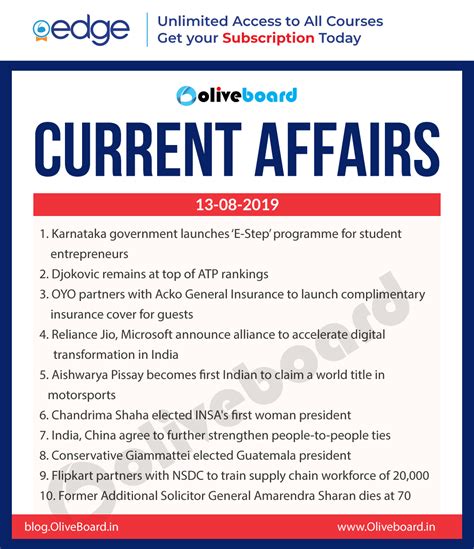 edge
Unlimited Access to All Courses
Get your Subscription Today
oliveboard
CURRENT AFFAIRS
13-08-2019
1. Karnataka government launches ‘E-Step’ programme for student
entrepreneurs
2. Djokovic remains at top of ATP rankings
3. OYO partners with Acko General Insurance to launch complimentary
insurance cover for guests
4. Reliance Jio, Microsoft announce alliance to accelerate digital
transformation in India
5. Aishwarya Pissay becomes first Indian to claim a world title in
motorsports
6. Chandrima Shaha elected INSA's first woman president
7. India, China agree to further strengthen people-to-people ties
8. Conservative Giammattei elected Guatemala president
9. Flipkart partners with NSDC to train supply chain workforce of 20,000
10. Former Additional Solicitor General Amarendra Sharan dies at 70
oliveboard
blog.OliveBoard.in
www.Oliveboard.in